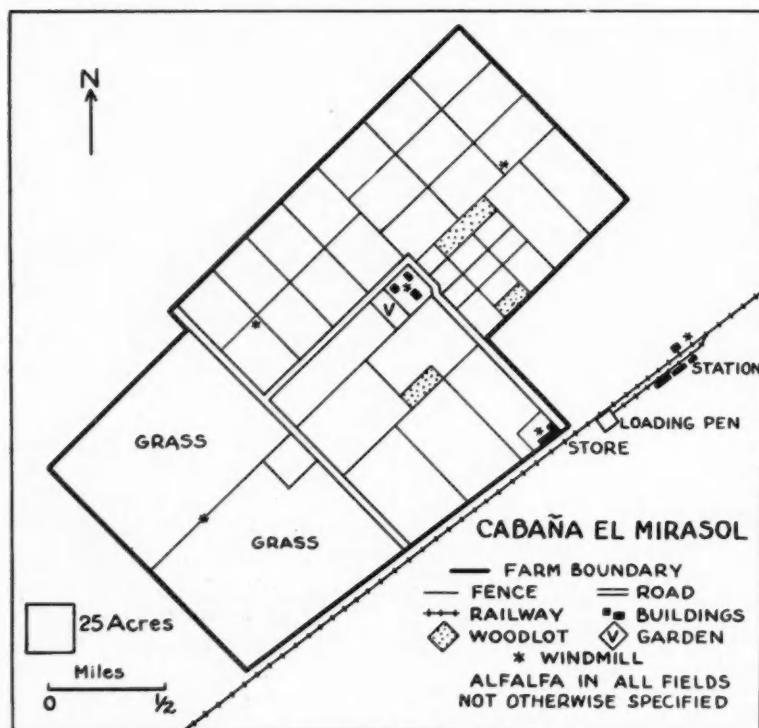 N
V
STATION
LOADING PEN
STORE
GRASS
GRASS
CABAÑA EL MIRASOL
FARM BOUNDARY
FENCE ROAD
RAILWAY BUILDINGS
WOODLOT V GARDEN
* WINDMILL
ALFALFA IN ALL FIELDS
NOT OTHERWISE SPECIFIED
25 Acres
Miles
0 ½